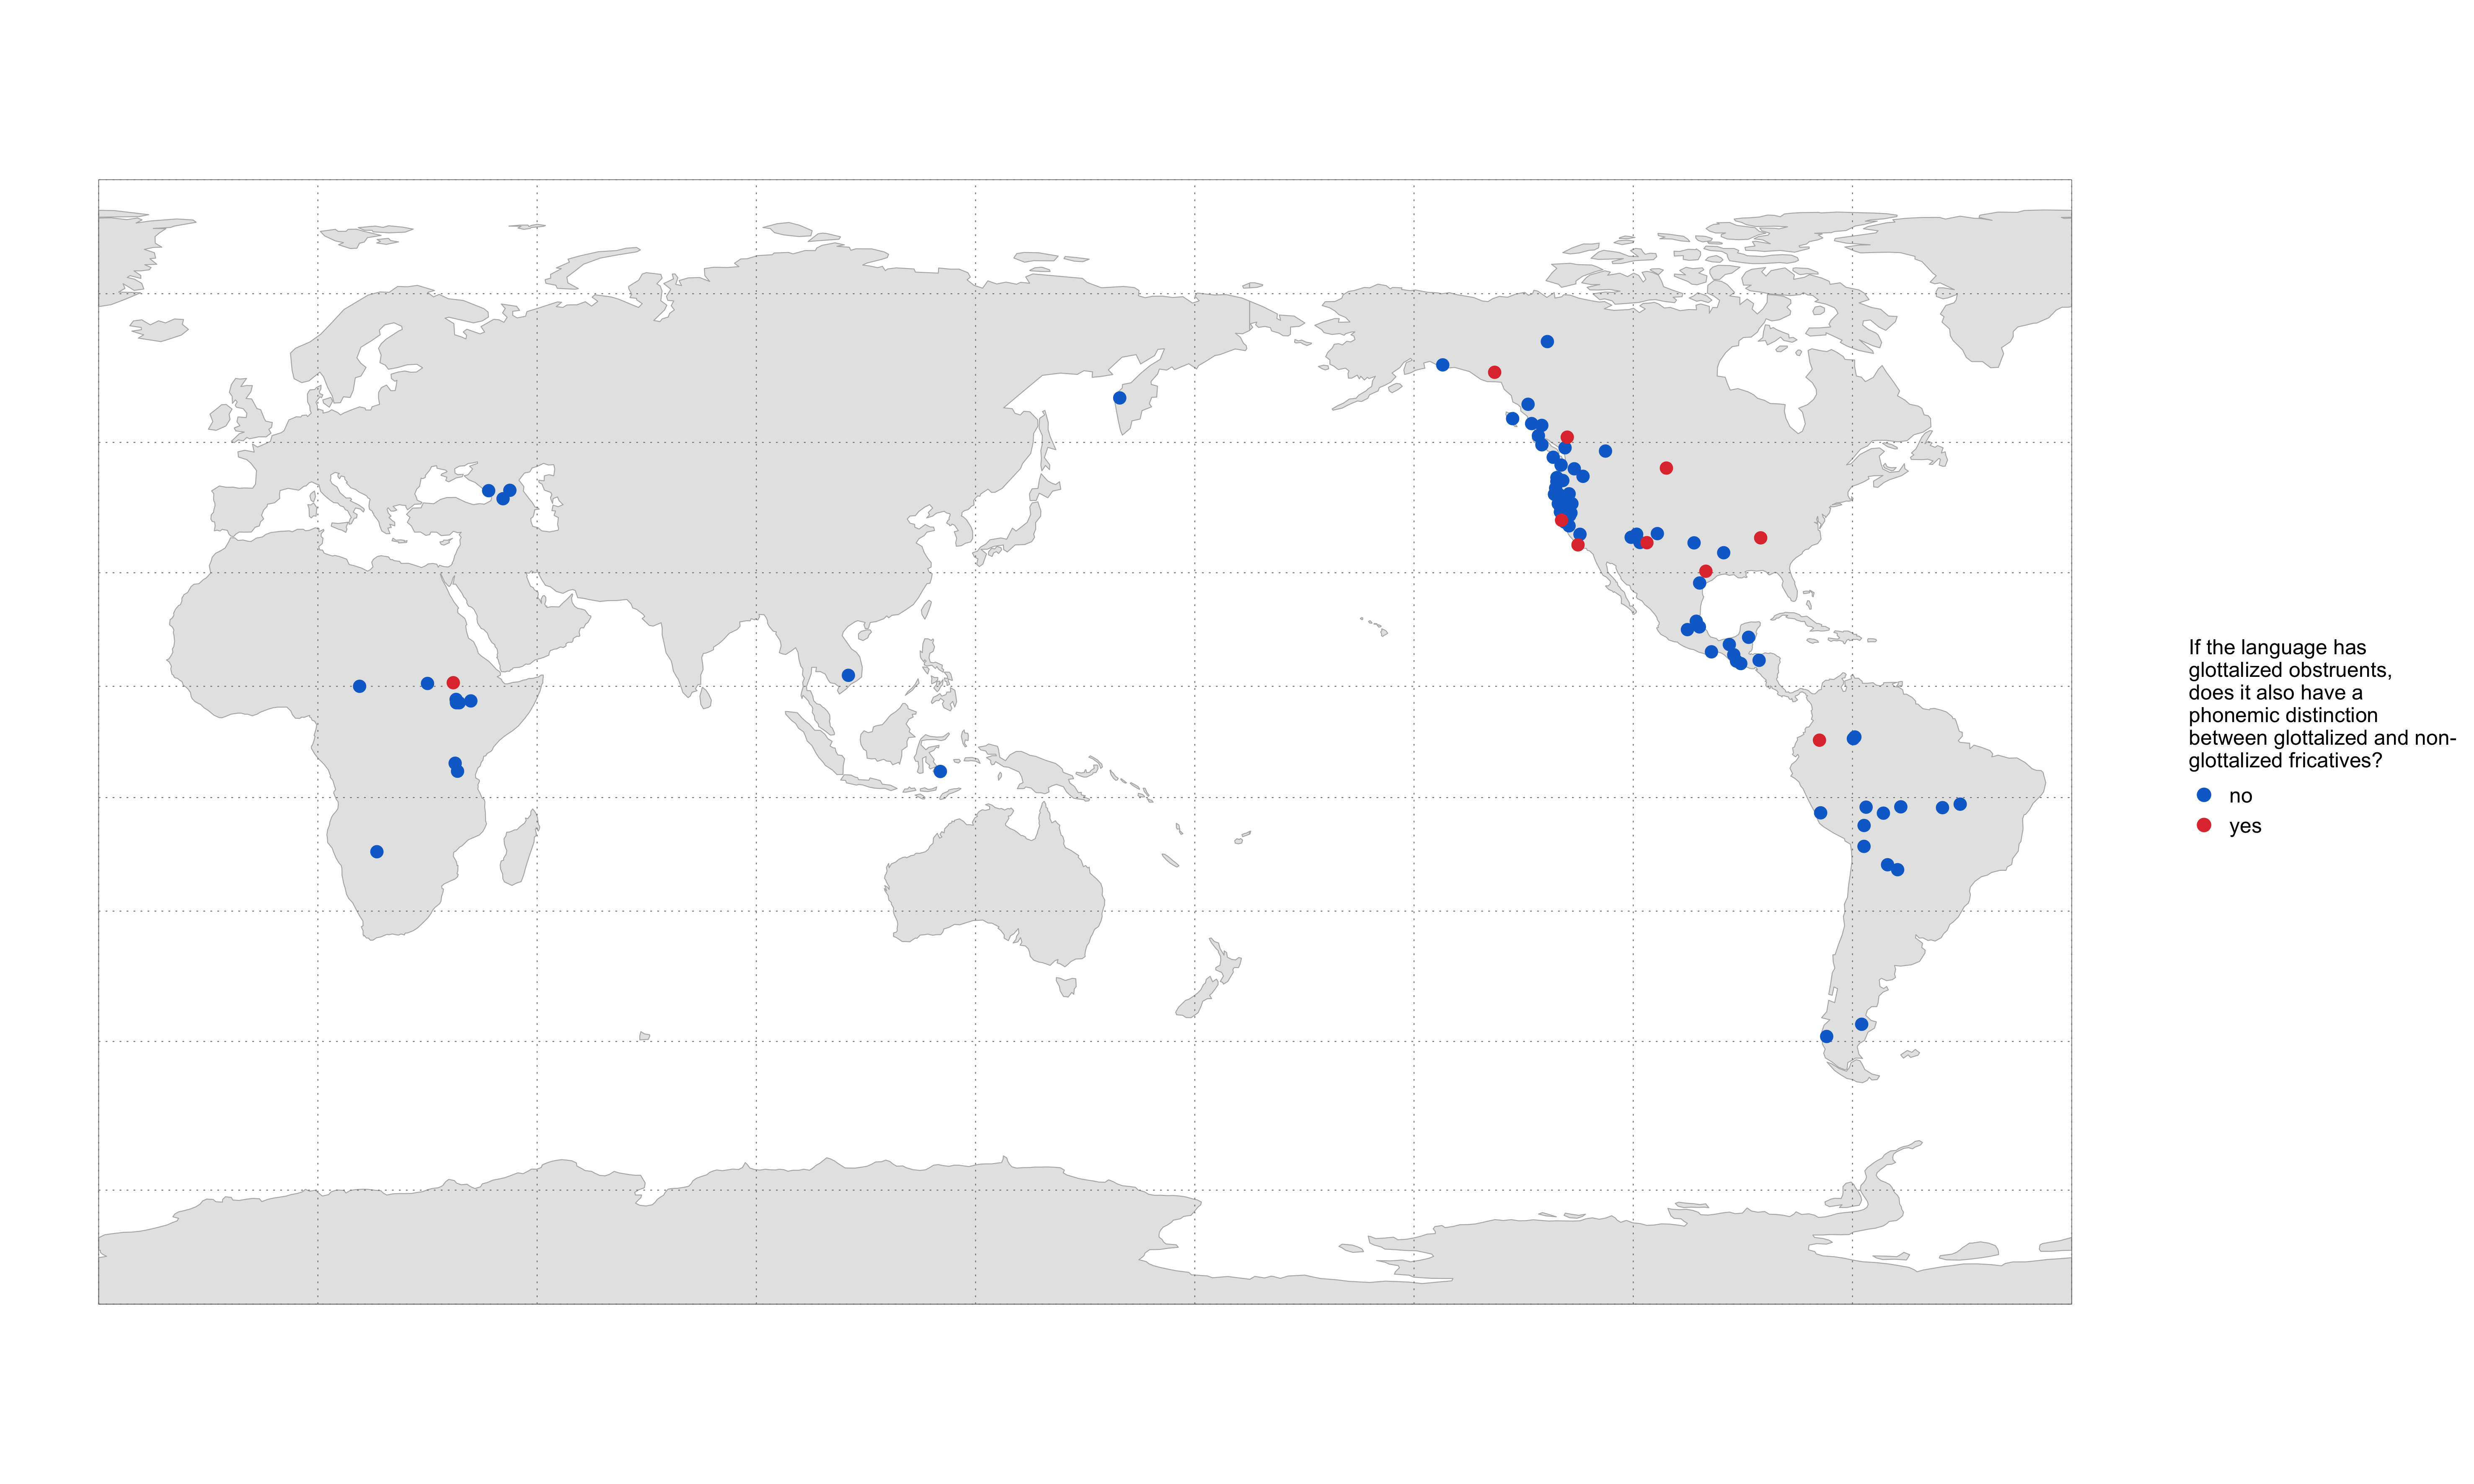 If the language has
glottalized obstruents,
does it also have a
phonemic distinction
between glottalized and non-
glottalized fricatives?
no
yes